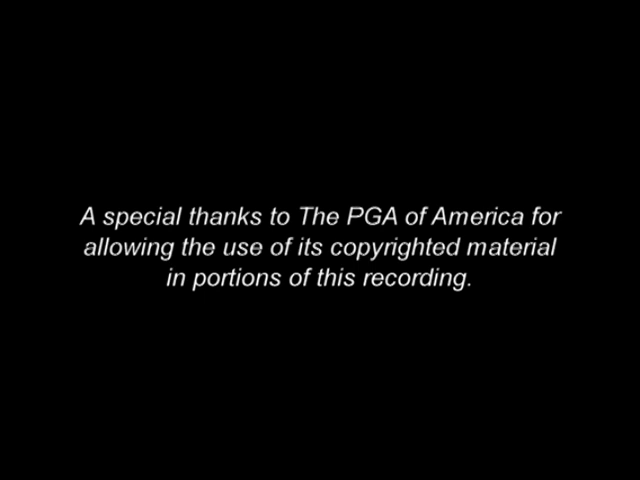 A special thanks to The PGA of America for
allowing the use of its copyrighted material
in portions of this recording.